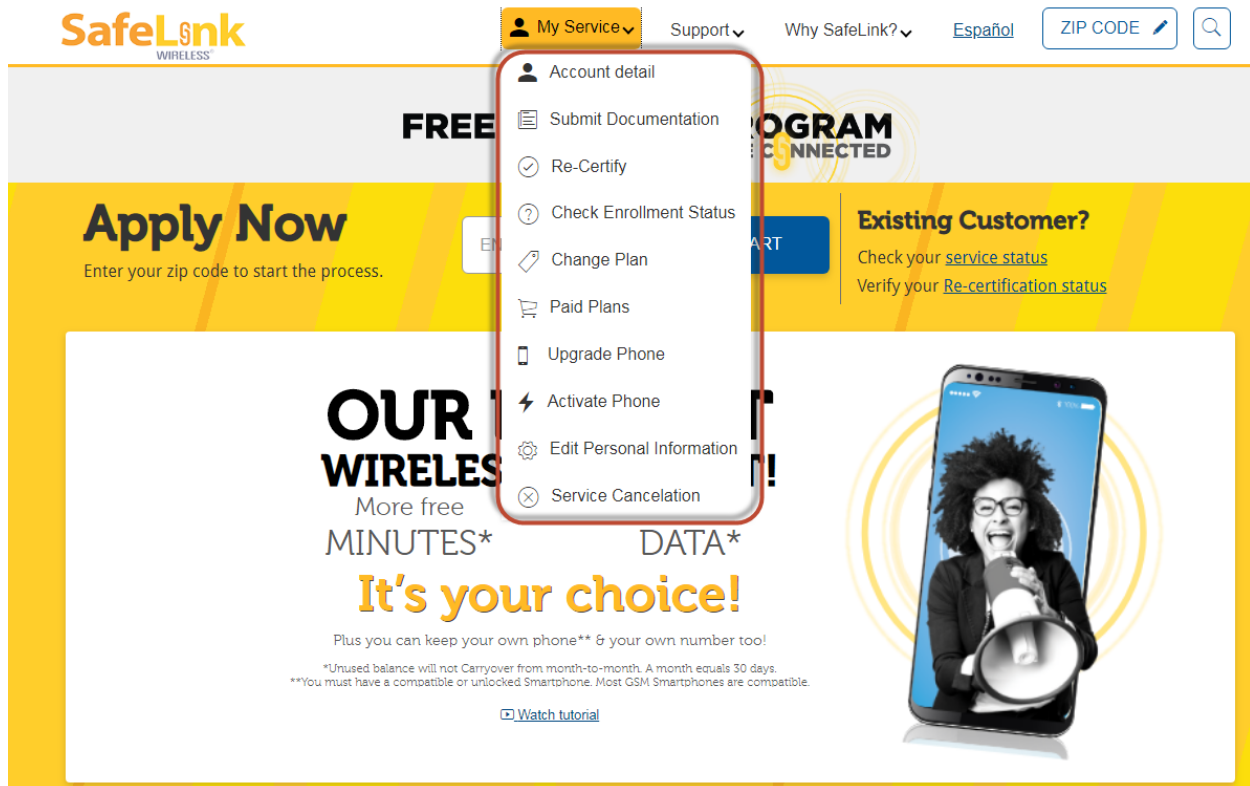 SafeLink
WIRELESS®
My Service
Support
Why SafeLink?
Español
ZIP CODE
Account detail
Submit Documentation
Re-Certify
Check Enrollment Status
Change Plan
Paid Plans
Upgrade Phone
Activate Phone
Edit Personal Information
Service Cancelation
FREE
CONNECTED
Apply Now
Enter your zip code to start the process.
Existing Customer?
Check your service status
Verify your Re-certification status
OUR
More free
MINUTES* DATA*
It's your choice!
Plus you can keep your own phone** & your own number too!
*Unused balance will not Carryover from month-to-month. A month equals 30 days.
**You must have a compatible or unlocked Smartphone. Most GSM Smartphones are compatible.
Watch tutorial